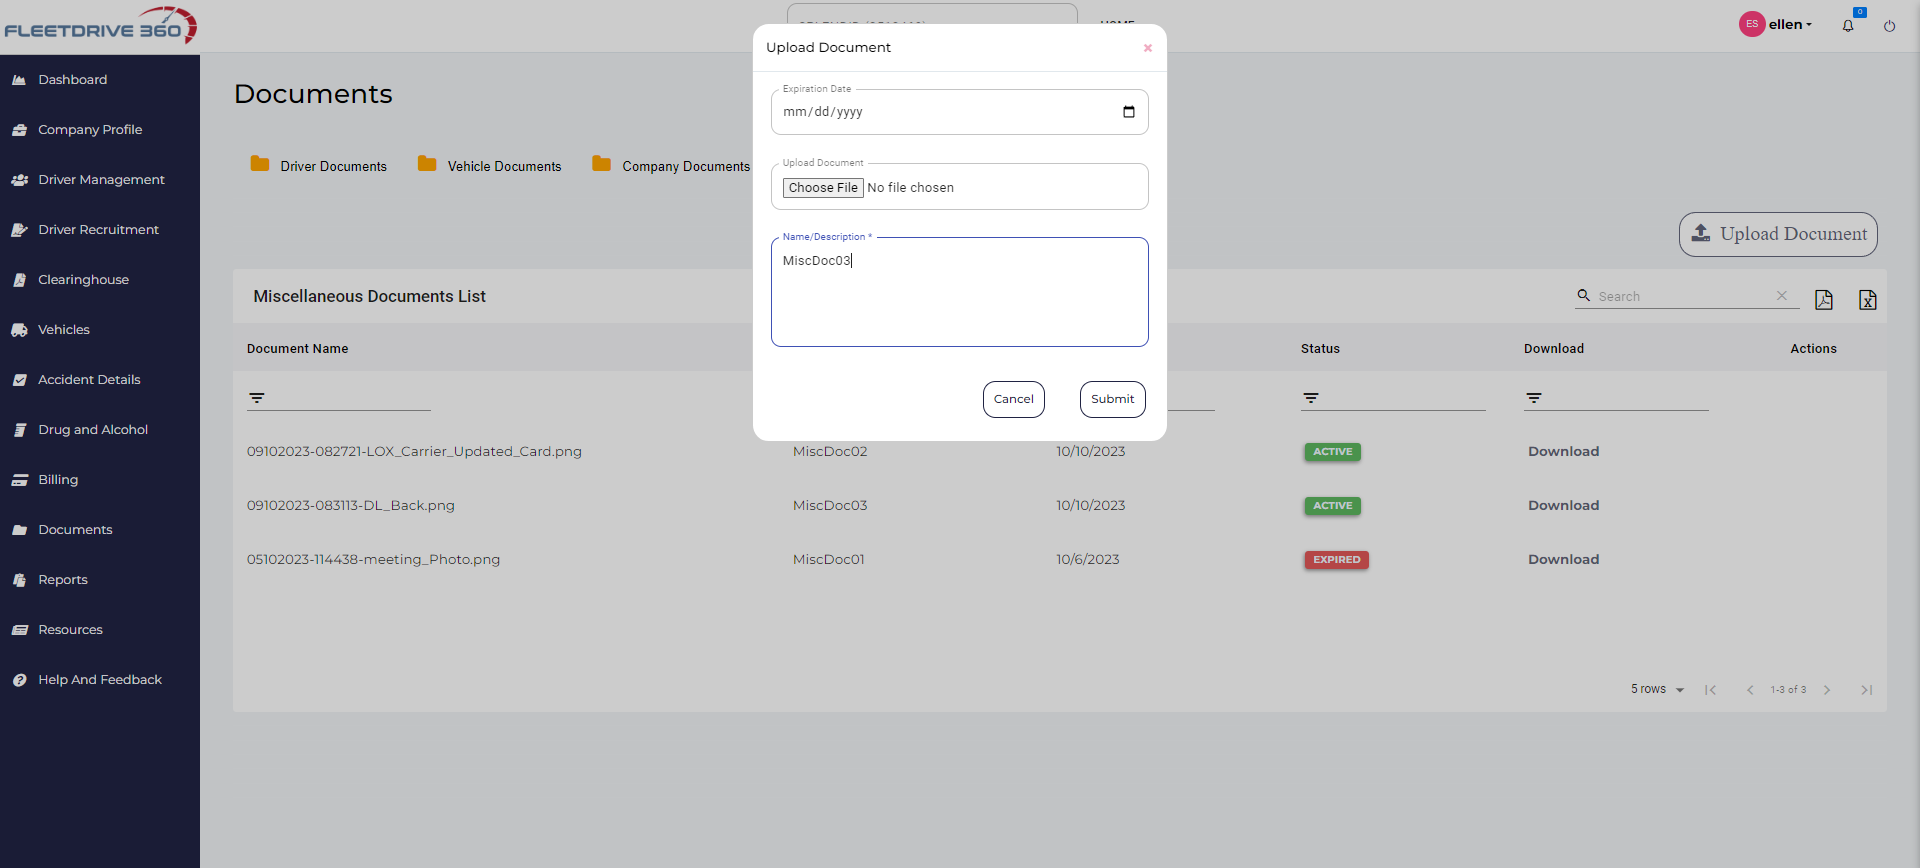 FLEETDRIVE 360
HOME
ES ellen
0
Dashboard
Company Profile
Driver Management
Driver Recruitment
Clearinghouse
Vehicles
Accident Details
Drug and Alcohol
Billing
Documents
Reports
Resources
Help And Feedback
Documents
Driver Documents Vehicle Documents Company Documents
Upload Document
Upload Document
×
Expiration Date
mm/dd/yyyy
Upload Document
Choose File No file chosen
Name/Description *
MiscDoc03
Cancel Submit
Miscellaneous Documents List
Search
Document Name Status Download Actions
09102023-082721-LOX_Carrier_Updated_Card.png MiscDoc02 10/10/2023 ACTIVE Download
09102023-083113-DL_Back.png MiscDoc03 10/10/2023 ACTIVE Download
05102023-114438-meeting_Photo.png MiscDoc01 10/6/2023 EXPIRED Download
5 rows 1-3 of 3